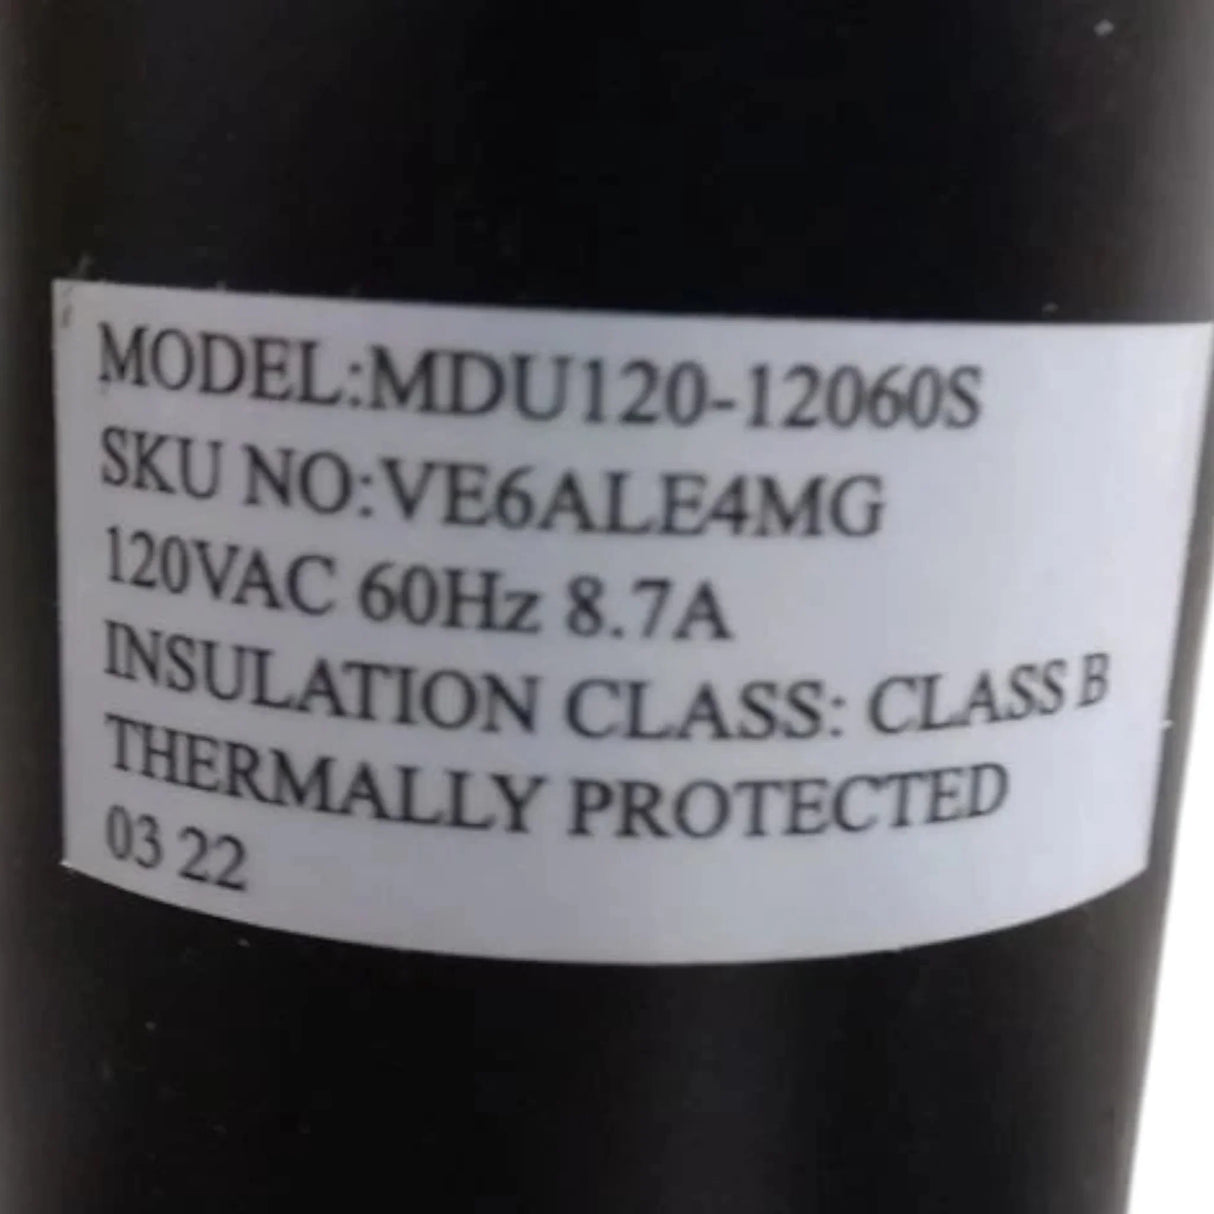 MODEL:MDU120-12060S
SKU NO:VE6ALE4MG
120VAC 60Hz 8.7A
INSULATION CLASS: CLASS B
THERMALLY PROTECTED
03 22